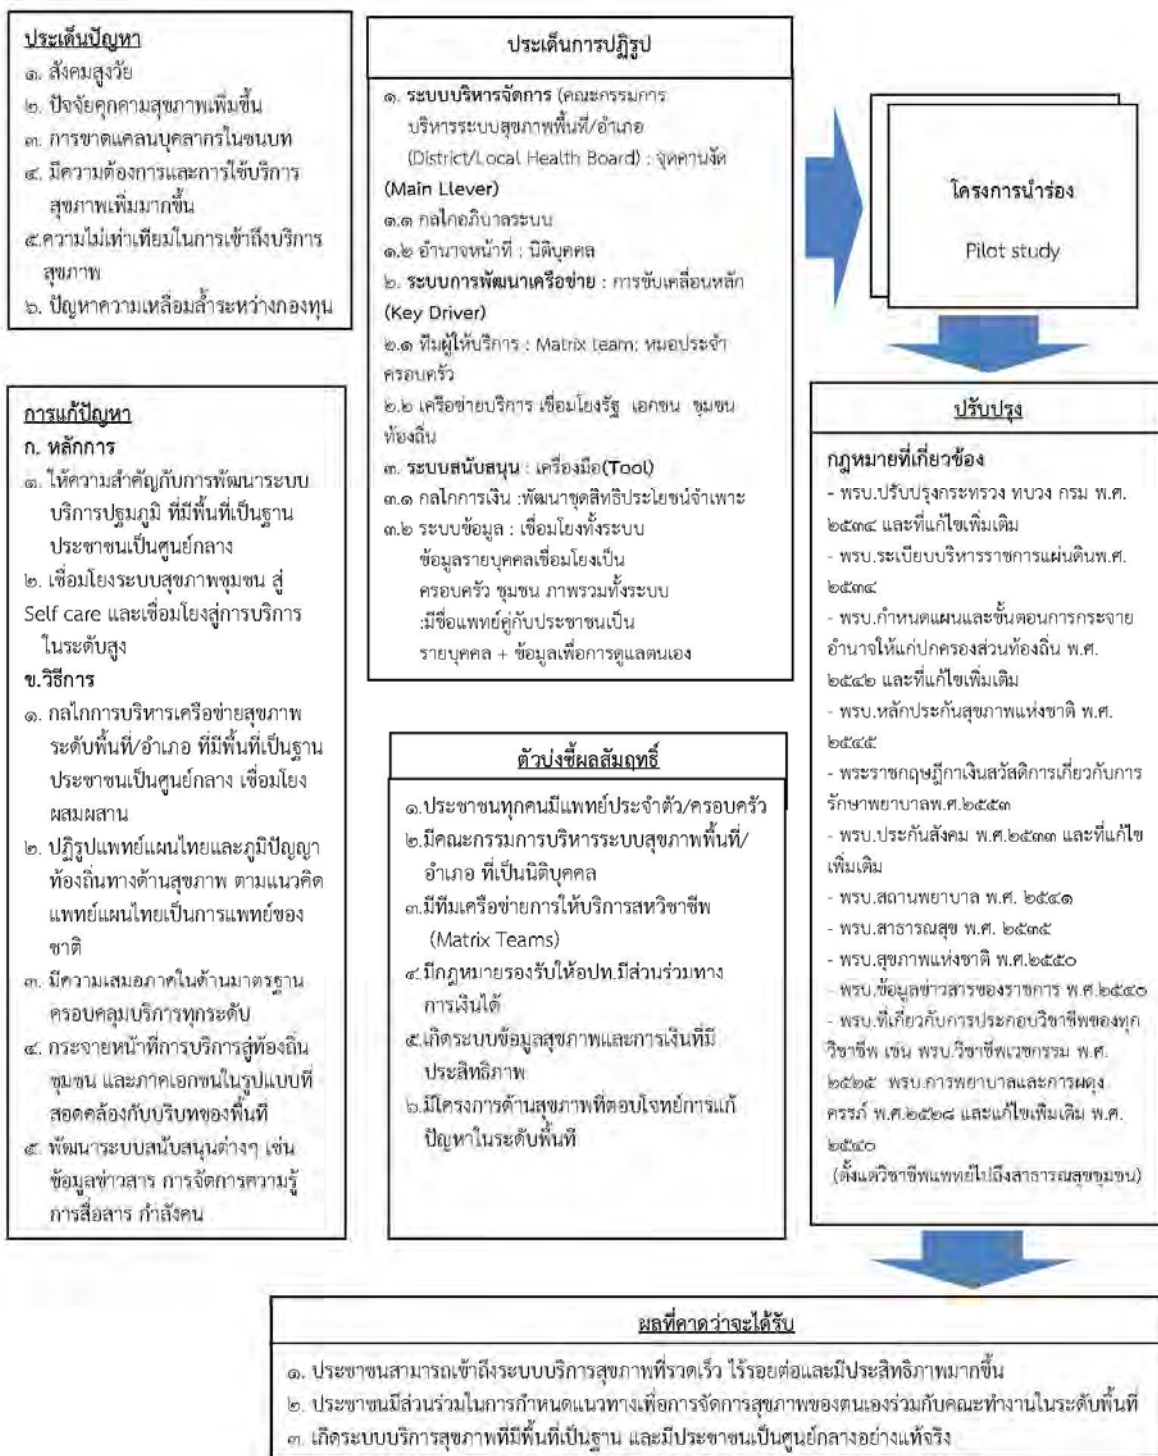 ประเด็นปัญหา
๑. สังคมสูงวัย
๒. ปัจจัยคุกคามสุขภาพเพิ่มขึ้น
๓. การขาดแคลนบุคลากรในชนบท
๔. มีความต้องการและการใช้บริการ
สุขภาพเพิ่มมากขึ้น
๕.ความไม่เท่าเทียมในการเข้าถึงบริการ
สุขภาพ
๖. ปัญหาความเหลื่อมล้ำระหว่างกองทุน
การแก้ปัญหา
ก. หลักการ
๑. ให้ความสำคัญกับการพัฒนาระบบ
บริการปฐมภูมิ ที่มีพื้นที่เป็นฐาน
ประชาชนเป็นศูนย์กลาง
๒. เชื่อมโยงระบบสุขภาพชุมชน สู่
Self care และเชื่อมโยงสู่การบริการ
ในระดับสูง
ข.วิธีการ
๑. กลไกการบริหารเครือข่ายสุขภาพ
ระดับพื้นที่/อำเภอ ที่มีพื้นที่เป็นฐาน
ประชาชนเป็นศูนย์กลาง เชื่อมโยง
ผสมผสาน
๒. ปฏิรูปแพทย์แผนไทยและภูมิปัญญา
ท้องถิ่นทางด้านสุขภาพ ตามแนวคิด
แพทย์แผนไทยเป็นการแพทย์ของ
ชาติ
๓. มีความเสมอภาคในด้านมาตรฐาน
ครอบคลุมบริการทุกระดับ
๔. กระจายหน้าที่การบริการสู่ท้องถิ่น
ชุมชน และภาคเอกชนในรูปแบบที่
สอดคล้องกับบริบทของพื้นที่
๕. พัฒนาระบบสนับสนุนต่างๆ เช่น
ข้อมูลข่าวสาร การจัดการความรู้
การสื่อสาร กำลังคน
ประเด็นการปฏิรูป
๑. ระบบบริหารจัดการ (คณะกรรมการ
บริหารระบบสุขภาพพื้นที่/อำเภอ
(District/Local Health Board) : จุดคานงัด
(Main Llever)
๑.๑ กลไกอภิบาลระบบ
๑.๒ อำนาจหน้าที่ : นิติบุคคล
๒. ระบบการพัฒนาเครือข่าย : การขับเคลื่อนหลัก
(Key Driver)
๒.๑ ทีมผู้ให้บริการ : Matrix team: หมอประจำ
ครอบครัว
๒.๒ เครือข่ายบริการ เชื่อมโยงรัฐ เอกชน ชุมชน
ท้องถิ่น
๓. ระบบสนับสนุน : เครื่องมือ(Tool)
๓.๑ กลไกการเงิน :พัฒนาชุดสิทธิประโยชน์จำเพาะ
๓.๒ ระบบข้อมูล : เชื่อมโยงทั้งระบบ
ข้อมูลรายบุคคลเชื่อมโยงเป็น
ครอบครัว ชุมชน ภาพรวมทั้งระบบ
:มีชื่อแพทย์คู่กับประชาชนเป็น
รายบุคคล + ข้อมูลเพื่อการดูแลตนเอง
ตัวบ่งชี้ผลสัมฤทธิ์
๑.ประชาชนทุกคนมีแพทย์ประจำตัว/ครอบครัว
๒.มีคณะกรรมการบริหารระบบสุขภาพพื้นที่/
อำเภอ ที่เป็นนิติบุคคล
๓.มีทีมเครือข่ายการให้บริการสหวิชาชีพ
(Matrix Teams)
๔.มีกฎหมายรองรับให้อปท.มีส่วนร่วมทาง
การเงินได้
๕.เกิดระบบข้อมูลสุขภาพและการเงินที่มี
ประสิทธิภาพ
๖.มีโครงการด้านสุขภาพที่ตอบโจทย์การแก้
ปัญหาในระดับพื้นที่
โครงการนำร่อง
Pilot study
ปรับปรุง
กฎหมายที่เกี่ยวข้อง
- พรบ.ปรับปรุงกระทรวง ทบวง กรม พ.ศ.
๒๕๓๔ และที่แก้ไขเพิ่มเติม
- พรบ.ระเบียบบริหารราชการแผ่นดินพ.ศ.
๒๕๓๔
- พรบ.กำหนดแผนและขั้นตอนการกระจาย
อำนาจให้แก่ปกครองส่วนท้องถิ่น พ.ศ.
๒๕๔๒ และที่แก้ไขเพิ่มเติม
- พรบ.หลักประกันสุขภาพแห่งชาติ พ.ศ.
๒๕๔๕
- พระราชกฤษฎีกาเงินสวัสดิการเกี่ยวกับการ
รักษาพยาบาลพ.ศ.๒๕๕๓
- พรบ.ประกันสังคม พ.ศ.๒๕๓๓ และที่แก้ไข
เพิ่มเติม
- พรบ.สถานพยาบาล พ.ศ. ๒๕๔๑
- พรบ.สาธารณสุข พ.ศ. ๒๕๓๕
- พรบ.สุขภาพแห่งชาติ พ.ศ.๒๕๕๐
- พรบ.ข้อมูลข่าวสารของราชการ พ.ศ.๒๕๔๐
- พรบ.ที่เกี่ยวกับการประกอบวิชาชีพของทุก
วิชาชีพ เช่น พรบ.วิชาชีพเวชกรรม พ.ศ.
๒๕๒๕ พรบ.การพยาบาลและการผดุง
ครรภ์ พ.ศ.๒๕๒๘ และแก้ไขเพิ่มเติม พ.ศ.
๒๕๔๐
(ตั้งแต่วิชาชีพแพทย์ไปถึงสาธารณสุขชุมชน)
ผลที่คาดว่าจะได้รับ
๑. ประชาชนสามารถเข้าถึงระบบบริการสุขภาพที่รวดเร็ว ไร้รอยต่อและมีประสิทธิภาพมากขึ้น
๒. ประชาชนมีส่วนร่วมในการกำหนดแนวทางเพื่อการจัดการสุขภาพของตนเองร่วมกับคณะทำงานในระดับพื้นที่
๓. เกิดระบบบริการสุขภาพที่มีพื้นที่เป็นฐาน และมีประชาชนเป็นศูนย์กลางอย่างแท้จริง